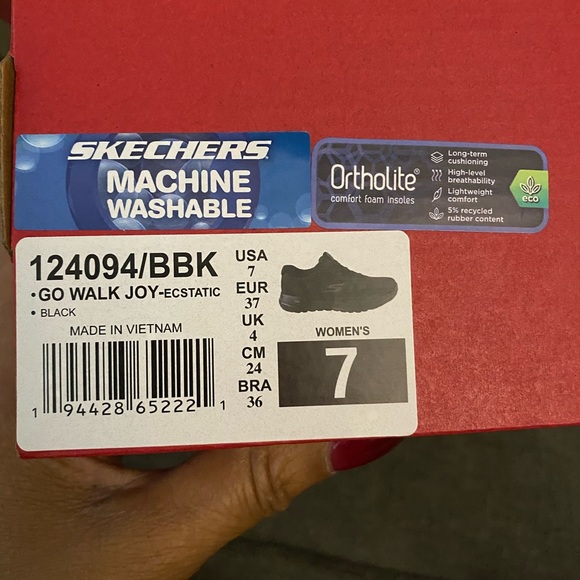 SKECHERS
MACHINE
WASHABLE
Ortholite®
comfort foam insoles
Long-term
cushioning
High-level
breathability
Lightweight
comfort
5% recycled
rubber content
eco
124094/BBK
•GO WALK JOY-ECSTATIC
• BLACK
MADE IN VIETNAM
1 94428 65222 1
USA
7
EUR
37
UK
4
CM
24
BRA
36
WOMEN'S
7